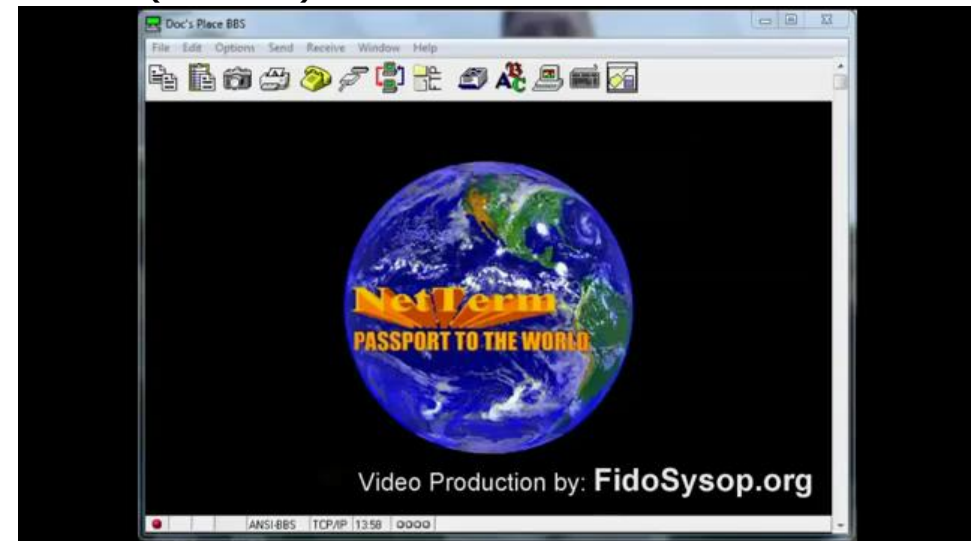 Doc's Place BBS
File Edit Options Send Receive Window Help
NetTerm
PASSPORT TO THE WORLD
Video Production by: FidoSysop.org
ANSI-BBS TCP/IP 13:58 0000